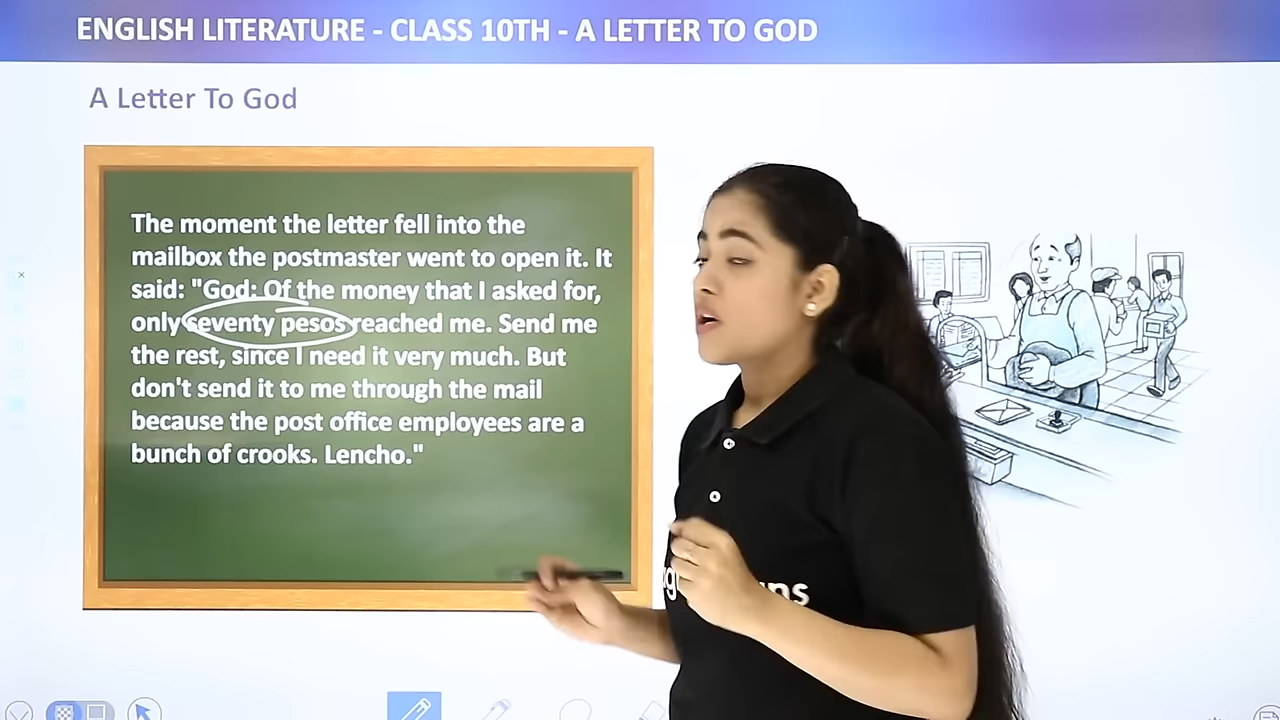 ENGLISH LITERATURE - CLASS 10TH - A LETTER TO GOD
A Letter To God
The moment the letter fell into the
mailbox the postmaster went to open it. It
said: "God: Of the money that I asked for,
only seventy pesos reached me. Send me
the rest, since I need it very much. But
don't send it to me through the mail
because the post office employees are a
bunch of crooks. Lencho."